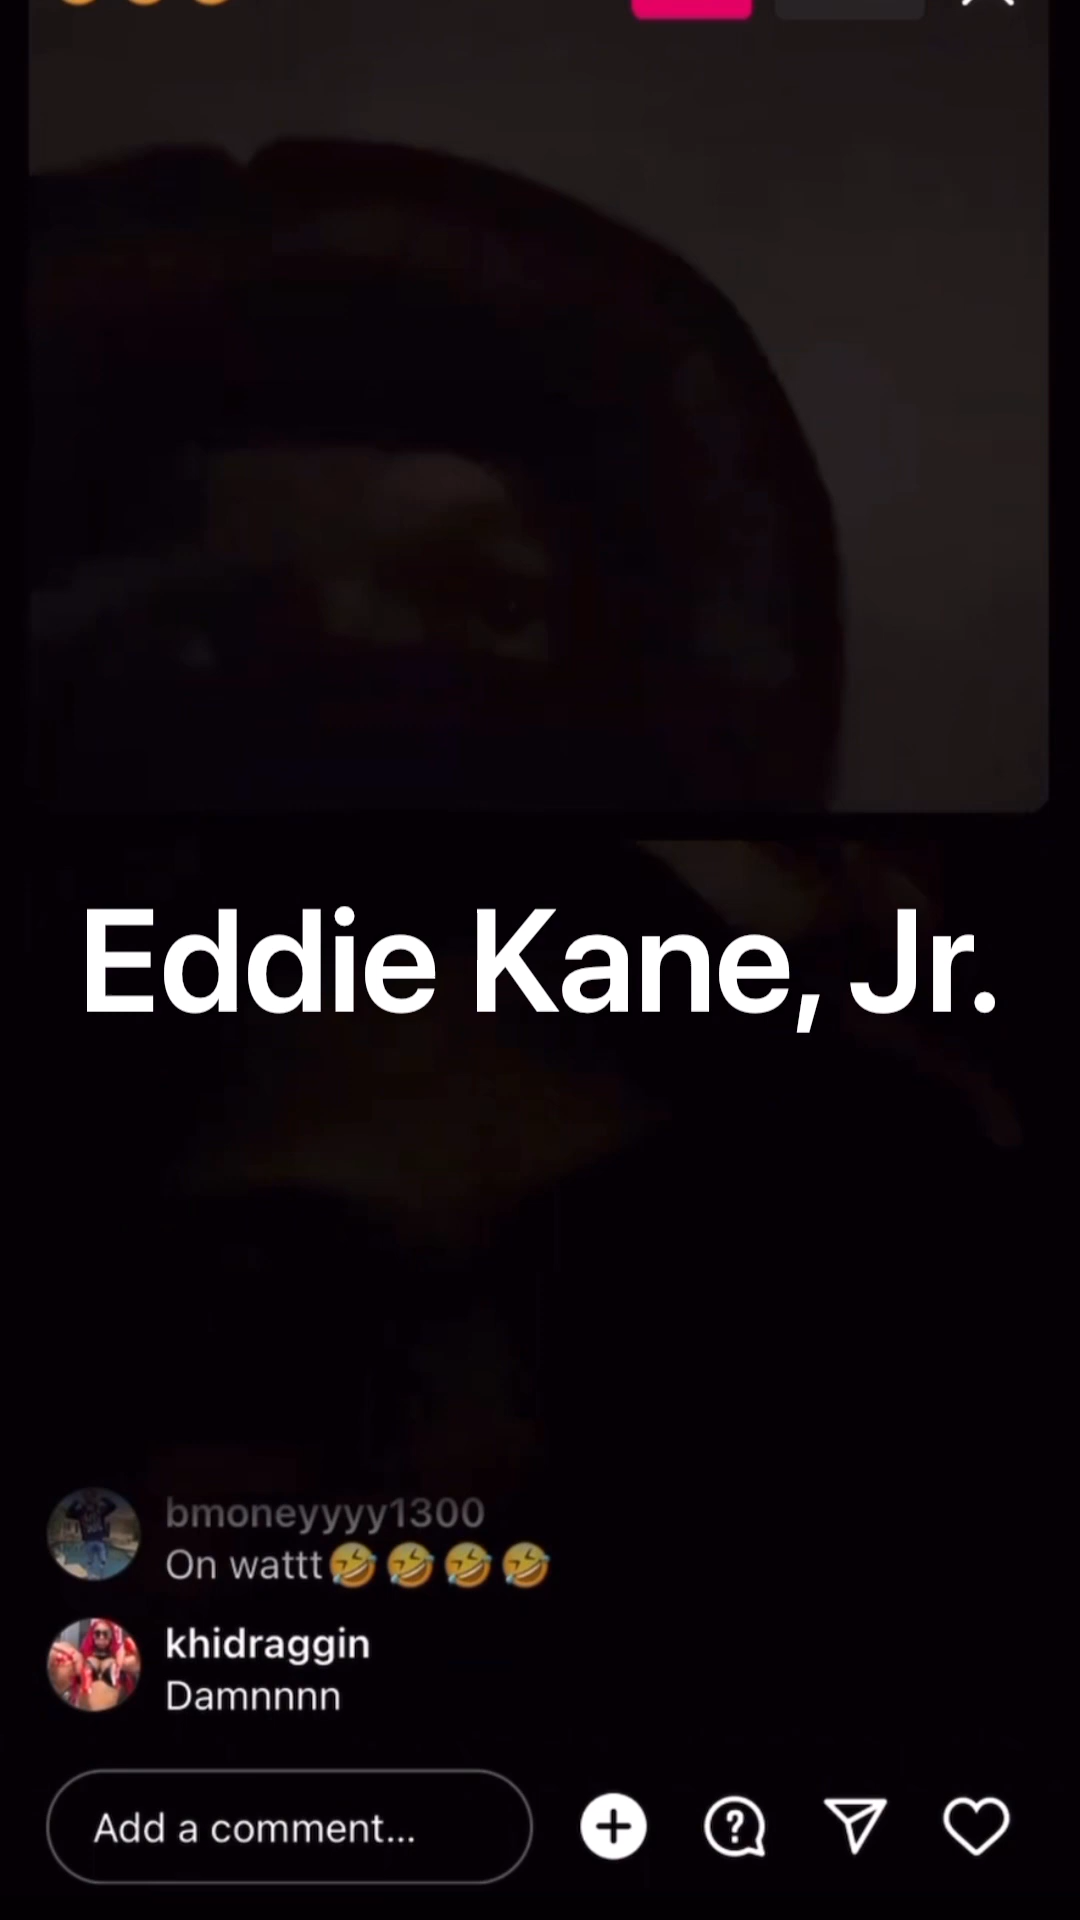 Eddie Kane, Jr.
bmoneyyyy1300
On wattt🤣🤣🤣🤣
khidraggin
Damnnnn
Add a comment...